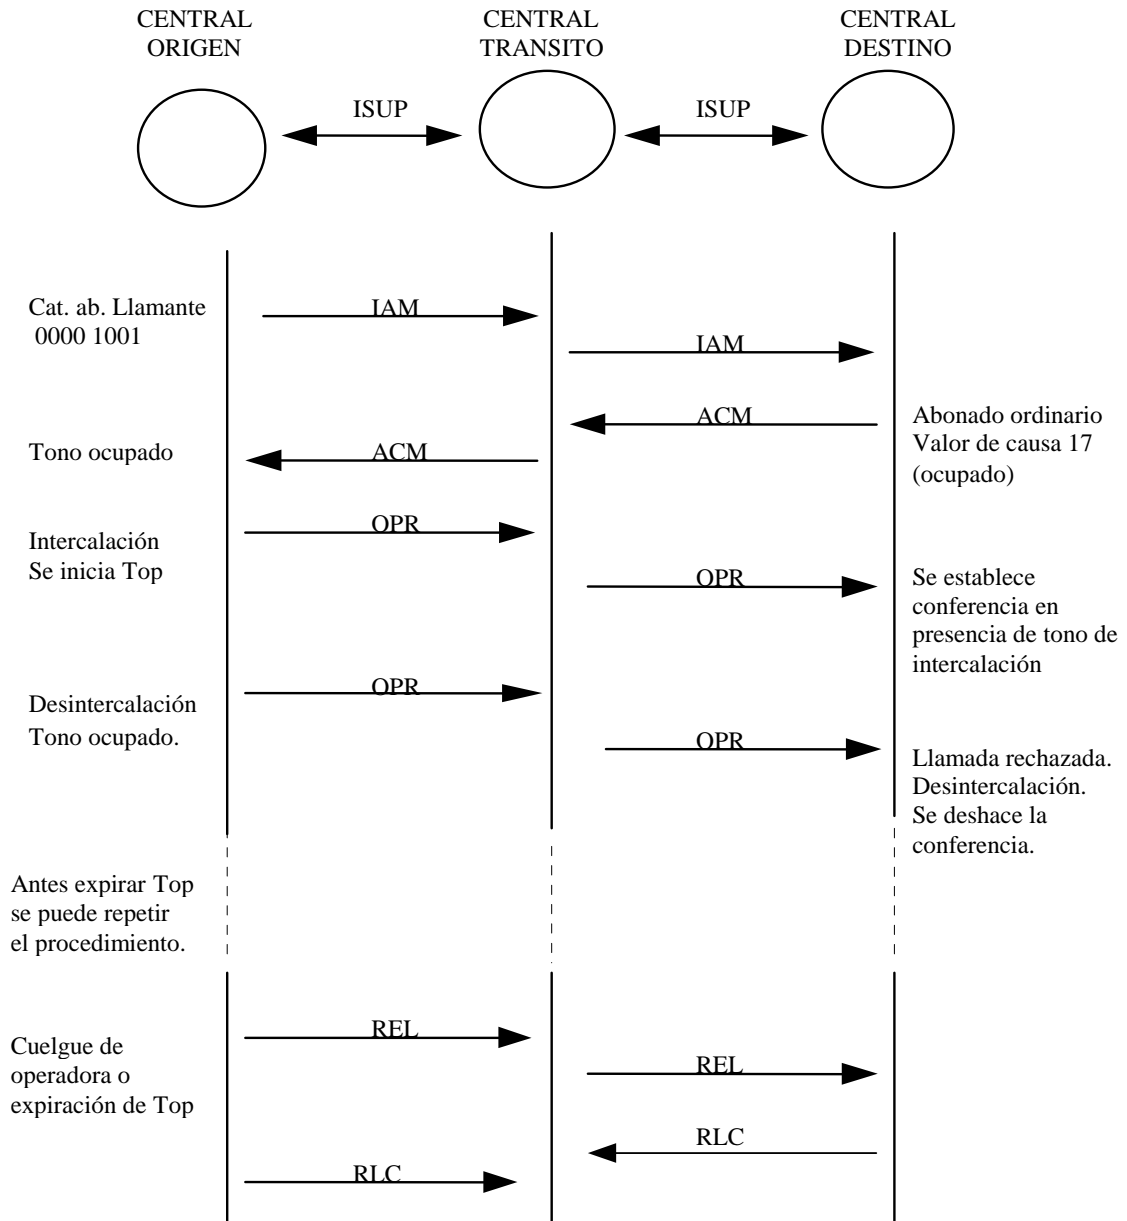 CENTRAL
ORIGEN
CENTRAL
TRANSITO
CENTRAL
DESTINO
ISUP
ISUP
Cat. ab. Llamante
0000 1001
IAM
IAM
ACM
Abonado ordinario
Valor de causa 17
(ocupado)
Tono ocupado
ACM
OPR
Intercalación
Se inicia Top
OPR
Se establece
conferencia en
presencia de tono de
intercalación
OPR
Desintercalación
Tono ocupado.
OPR
Llamada rechazada.
Desintercalación.
Se deshace la
conferencia.
Antes expirar Top
se puede repetir
el procedimiento.
REL
Cuelgue de
operadora o
expiración de Top
REL
RLC
RLC